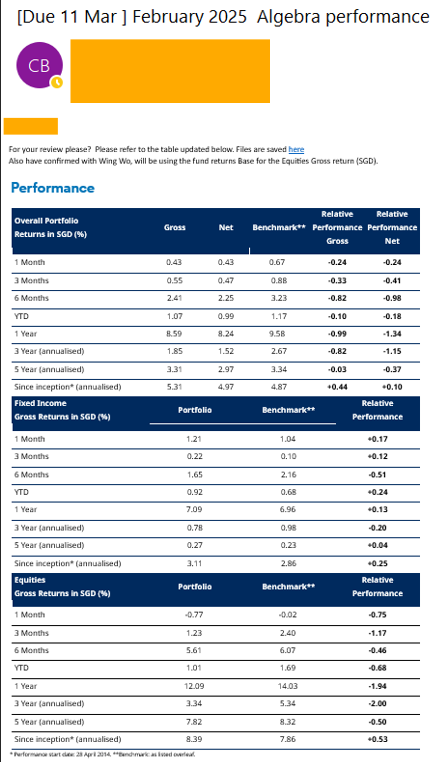 [Due 11 Mar ] February 2025 Algebra performance
CB
For your review please? Please refer to the table updated below. Files are saved here
Also have confirmed with Wing Wo, will be using the fund returns Base for the Equities Gross return (SGD).
Performance
Overall Portfolio Returns in SGD (%) Gross Net Benchmark** Relative Performance Gross Relative Performance Net
1 Month 0.43 0.43 0.67 -0.24 -0.24
3 Months 0.55 0.47 0.88 -0.33 -0.41
6 Months 2.41 2.25 3.23 -0.82 -0.98
YTD 1.07 0.99 1.17 -0.10 -0.18
1 Year 8.59 8.24 9.58 -0.99 -1.34
3 Year (annualised) 1.85 1.52 2.67 -0.82 -1.15
5 Year (annualised) 3.31 2.97 3.34 -0.03 -0.37
Since inception* (annualised) 5.31 4.97 4.87 +0.44 +0.10
Fixed Income Gross Returns in SGD (%) Portfolio Benchmark** Relative Performance
1 Month 1.21 1.04 +0.17
3 Months 0.22 0.10 +0.12
6 Months 1.65 2.16 -0.51
YTD 0.92 0.68 +0.24
1 Year 7.09 6.96 +0.13
3 Year (annualised) 0.78 0.98 -0.20
5 Year (annualised) 0.27 0.23 +0.04
Since inception* (annualised) 3.11 2.86 +0.25
Equities Gross Returns in SGD (%) Portfolio Benchmark** Relative Performance
1 Month -0.77 -0.02 -0.75
3 Months 1.23 2.40 -1.17
6 Months 5.61 6.07 -0.46
YTD 1.01 1.69 -0.68
1 Year 12.09 14.03 -1.94
3 Year (annualised) 3.34 5.34 -2.00
5 Year (annualised) 7.82 8.32 -0.50
Since inception* (annualised) 8.39 7.86 +0.53
* Performance start date: 28 April 2014. **Benchmark: as listed overleaf.